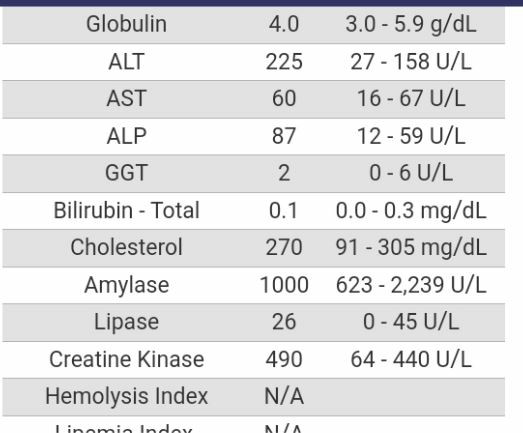 Globulin 4.0 3.0 - 5.9 g/dL
ALT 225 27 - 158 U/L
AST 60 16 - 67 U/L
ALP 87 12 - 59 U/L
GGT 2 0 - 6 U/L
Bilirubin - Total 0.1 0.0 - 0.3 mg/dL
Cholesterol 270 91 - 305 mg/dL
Amylase 1000 623 - 2,239 U/L
Lipase 26 0 - 45 U/L
Creatine Kinase 490 64 - 440 U/L
Hemolysis Index N/A
Lipemia Index N/A